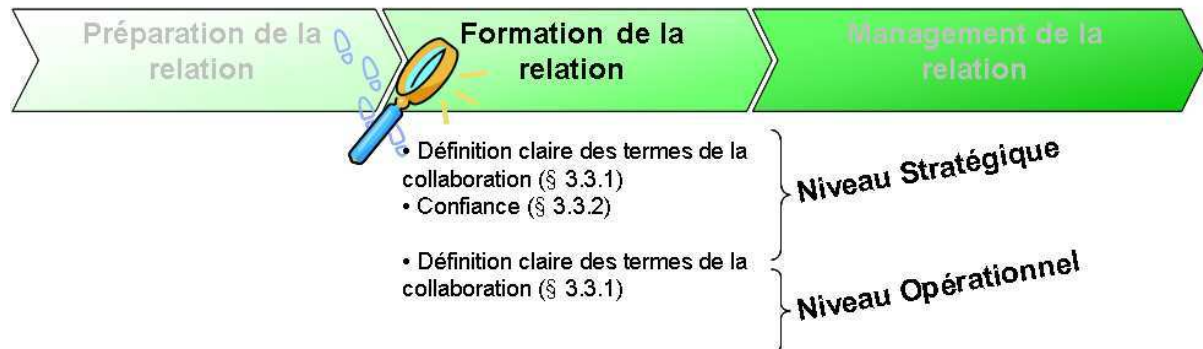 Préparation de la
relation
Formation de la
relation
Management de la
relation
• Définition claire des termes de la
collaboration (§ 3.3.1)
• Confiance (§ 3.3.2)
Niveau Stratégique
• Définition claire des termes de la
collaboration (§ 3.3.1)
Niveau Opérationnel